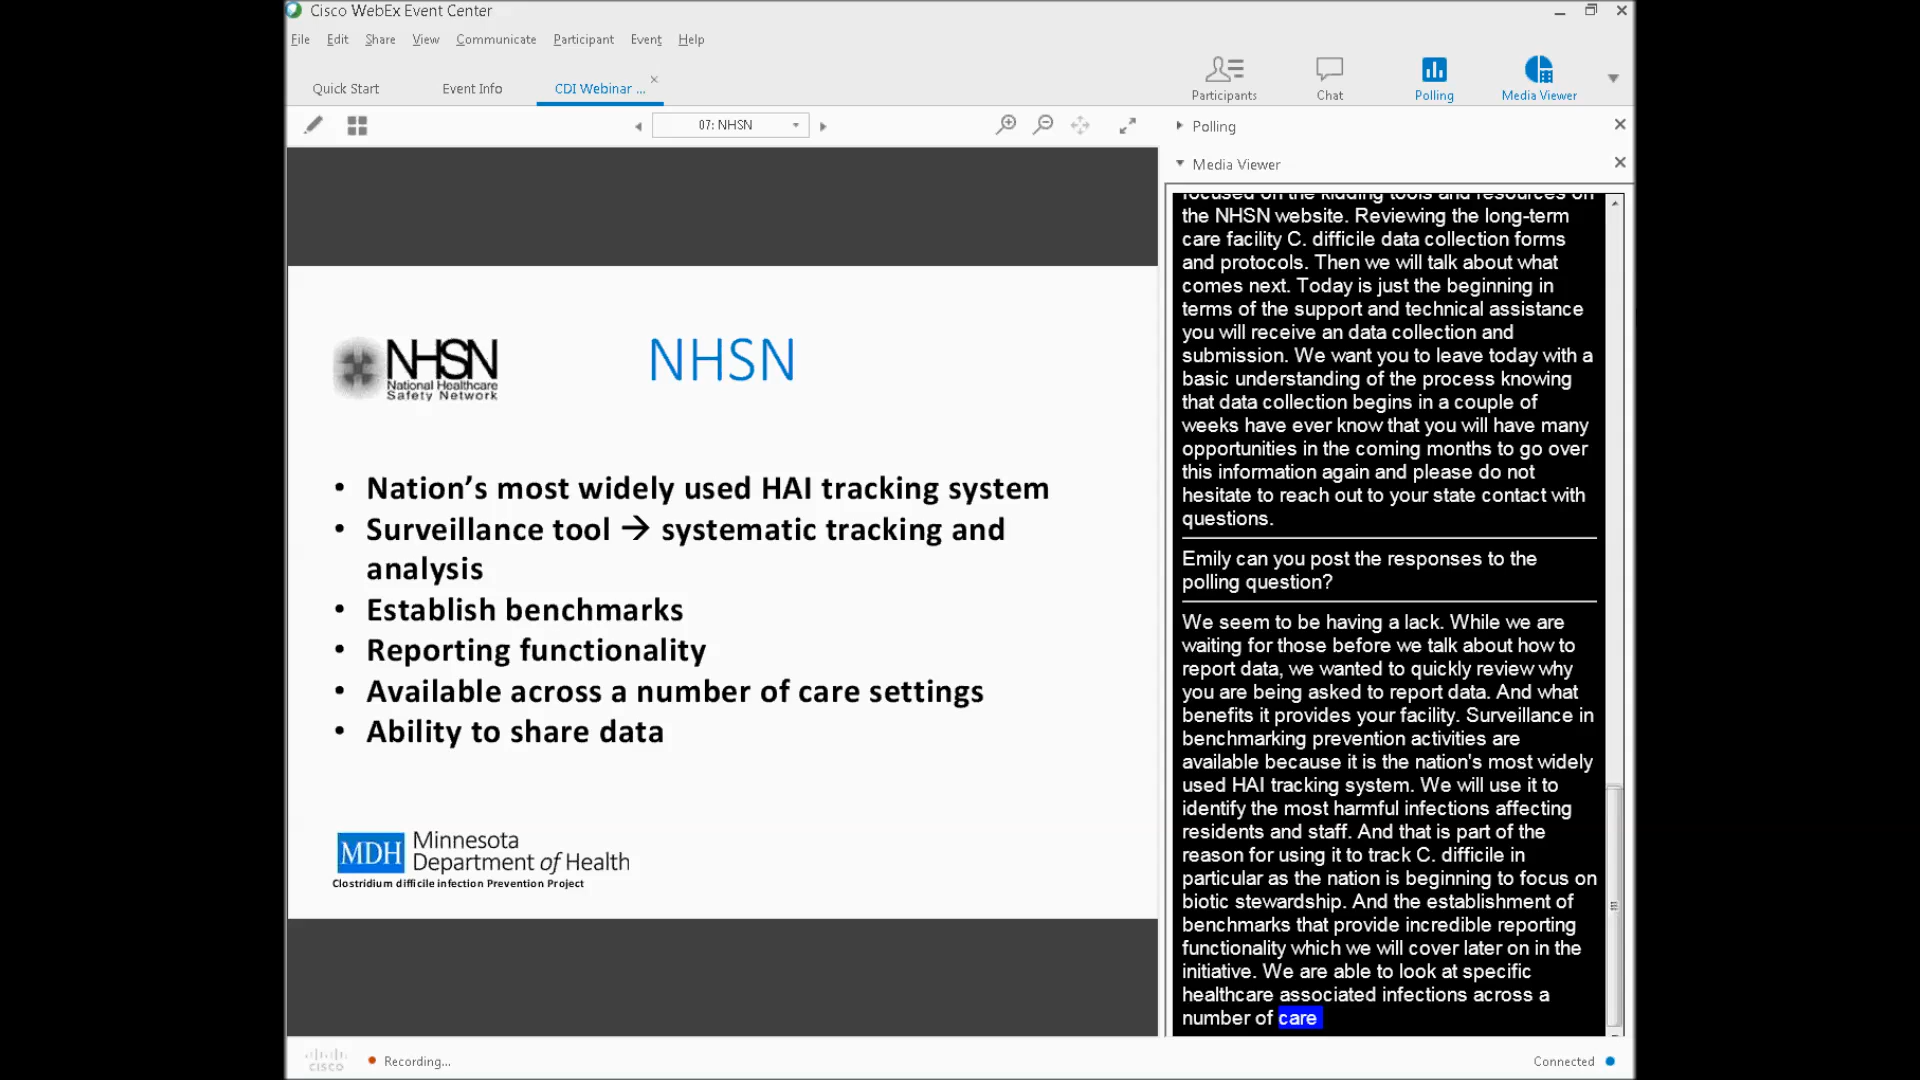 Cisco WebEx Event Center
File Edit Share View Communicate Participant Event Help
Quick Start Event Info CDI Webinar ...
Participants Chat Polling Media Viewer
07: NHSN
NHSN
National Healthcare
Safety Network
NHSN
• Nation's most widely used HAI tracking system
• Surveillance tool → systematic tracking and
analysis
• Establish benchmarks
• Reporting functionality
• Available across a number of care settings
• Ability to share data
MDH Minnesota
Department of Health
Clostridium difficile infection Prevention Project
Polling
Media Viewer
focused on the kidding tools and resources on
the NHSN website. Reviewing the long-term
care facility C. difficile data collection forms
and protocols. Then we will talk about what
comes next. Today is just the beginning in
terms of the support and technical assistance
you will receive an data collection and
submission. We want you to leave today with a
basic understanding of the process knowing
that data collection begins in a couple of
weeks have ever know that you will have many
opportunities in the coming months to go over
this information again and please do not
hesitate to reach out to your state contact with
questions.
Emily can you post the responses to the
polling question?
We seem to be having a lack. While we are
waiting for those before we talk about how to
report data, we wanted to quickly review why
you are being asked to report data. And what
benefits it provides your facility. Surveillance in
benchmarking prevention activities are
available because it is the nation's most widely
used HAI tracking system. We will use it to
identify the most harmful infections affecting
residents and staff. And that is part of the
reason for using it to track C. difficile in
particular as the nation is beginning to focus on
biotic stewardship. And the establishment of
benchmarks that provide incredible reporting
functionality which we will cover later on in the
initiative. We are able to look at specific
healthcare associated infections across a
number of care
cisco
Recording...
Connected